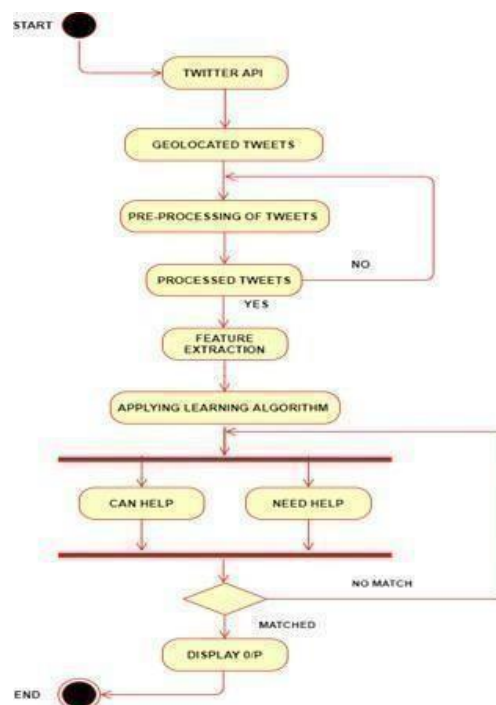 START
TWITTER API
GEOLOCATED TWEETS
PRE-PROCESSING OF TWEETS
PROCESSED TWEETS
NO
YES
FEATURE
EXTRACTION
APPLYING LEARNING ALGORITHM
CAN HELP
NEED HELP
NO MATCH
MATCHED
DISPLAY 0/P
END